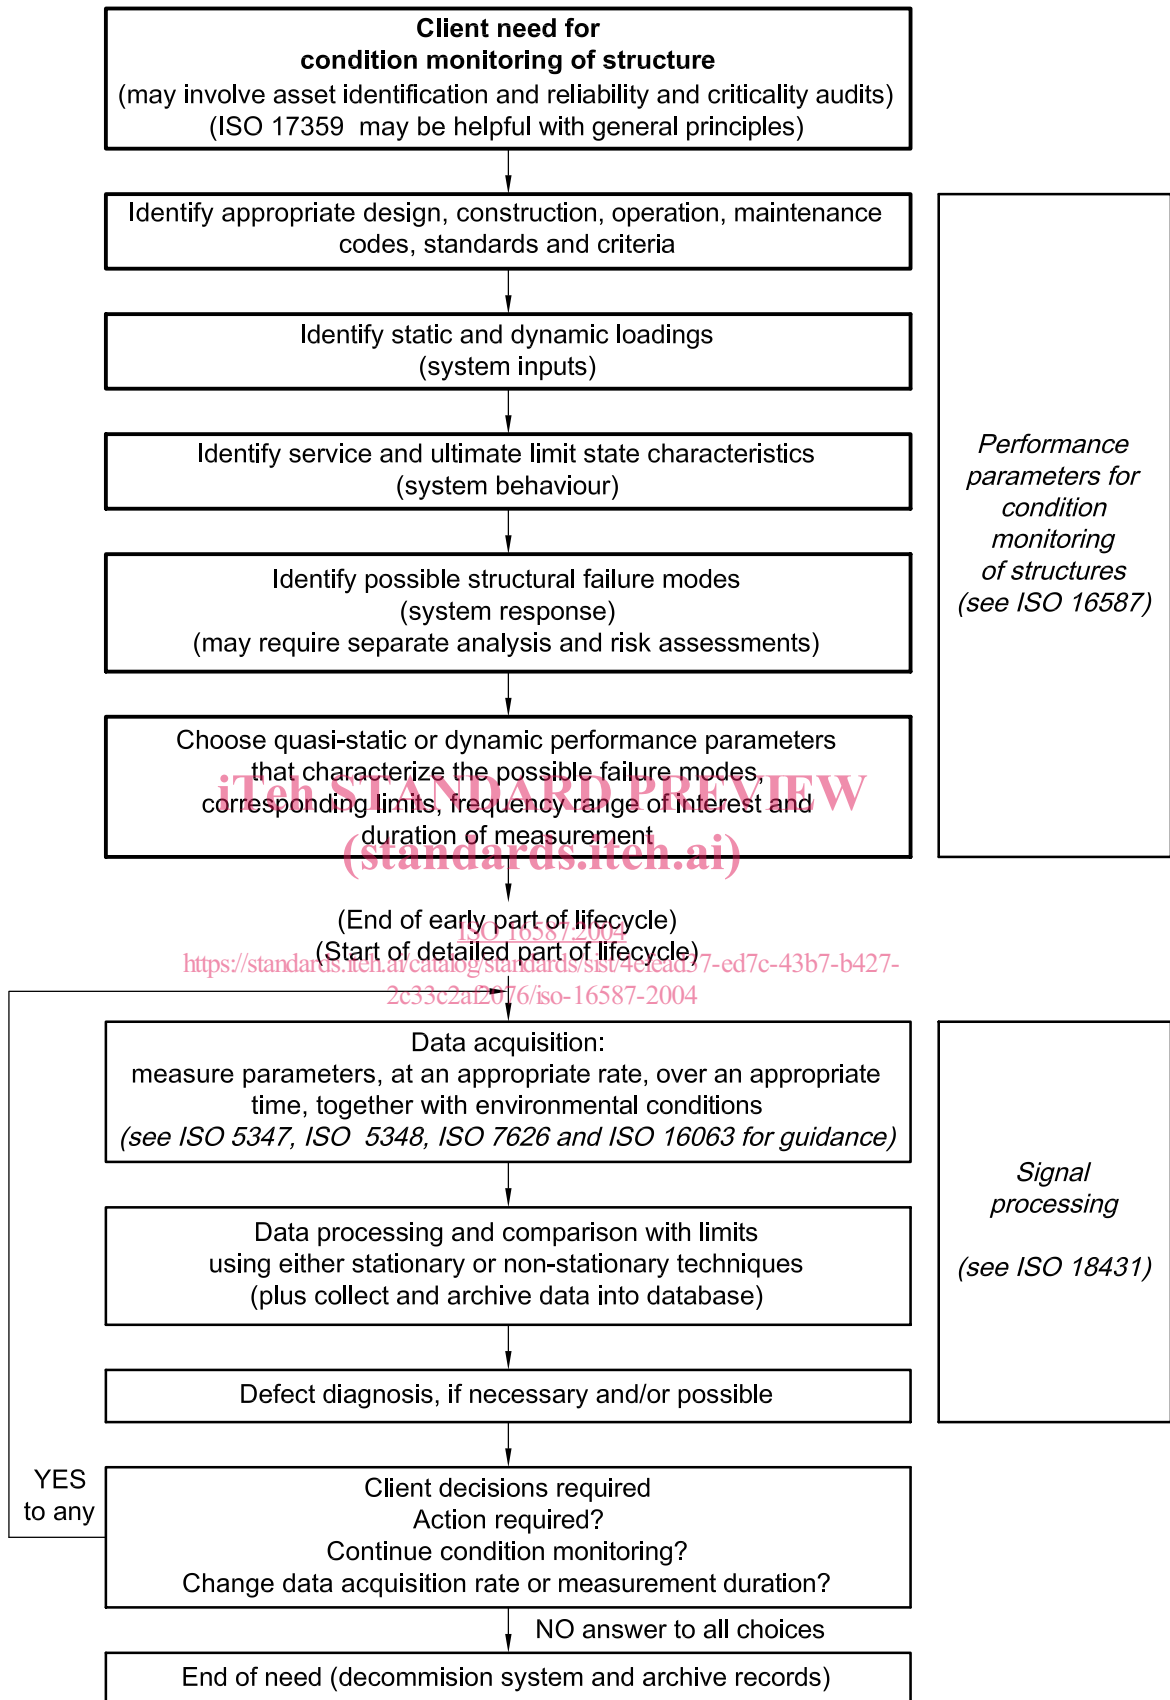 Client need for
condition monitoring of structure
(may involve asset identification and reliability and criticality audits)
(ISO 17359 may be helpful with general principles)
Identify appropriate design, construction, operation, maintenance
codes, standards and criteria
Identify static and dynamic loadings
(system inputs)
Identify service and ultimate limit state characteristics
(system behaviour)
Identify possible structural failure modes
(system response)
(may require separate analysis and risk assessments)
Choose quasi-static or dynamic performance parameters
that characterize the possible failure modes,
corresponding limits, frequency range of interest and
duration of measurement
Performance
parameters for
condition
monitoring
of structures
(see ISO 16587)
iTeh STANDARD PREVIEW
(standards.iteh.ai)
(End of early part of lifecycle)
(Start of detailed part of lifecycle)
ISO 16587:2004
https://standards.iteh.ai/catalog/standards/sist/4efead37-ed7c-43b7-b427-
2c33c2af2076/iso-16587-2004
Data acquisition:
measure parameters, at an appropriate rate, over an appropriate
time, together with environmental conditions
(see ISO 5347, ISO 5348, ISO 7626 and ISO 16063 for guidance)
Data processing and comparison with limits
using either stationary or non-stationary techniques
(plus collect and archive data into database)
Defect diagnosis, if necessary and/or possible
Signal
processing
(see ISO 18431)
YES
to any
Client decisions required
Action required?
Continue condition monitoring?
Change data acquisition rate or measurement duration?
NO answer to all choices
End of need (decommision system and archive records)